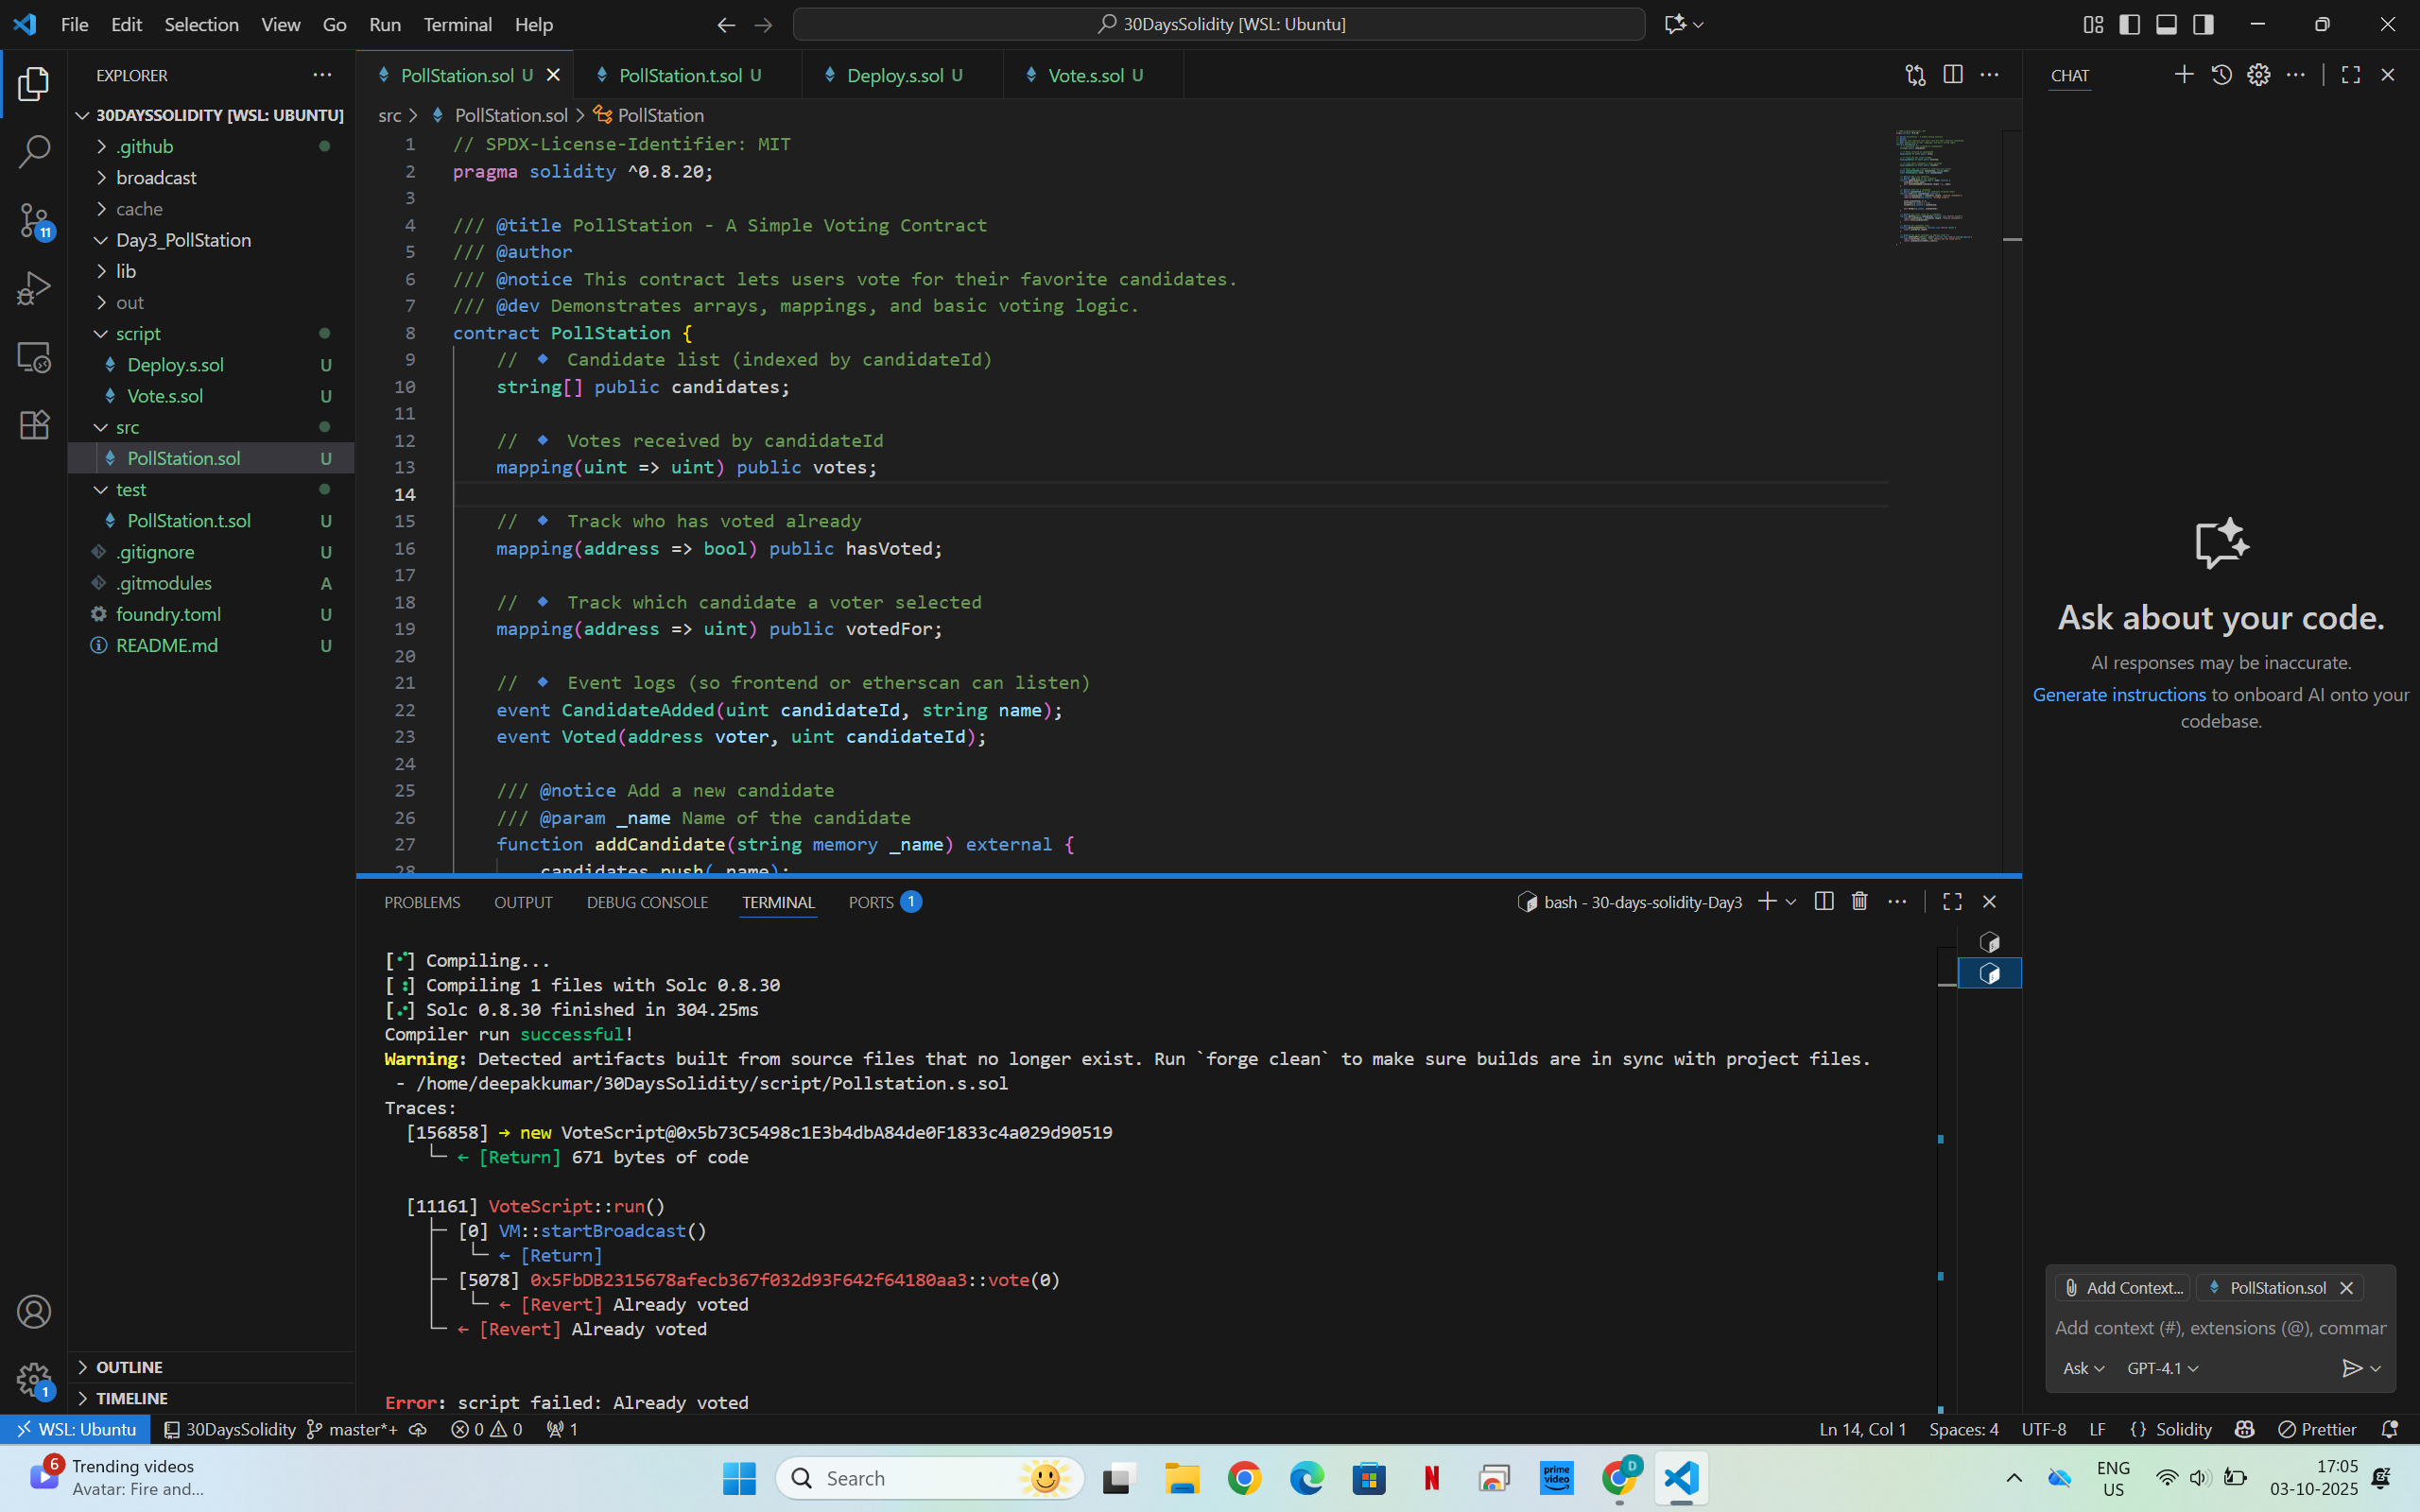 File Edit Selection View Go Run Terminal Help
30DaysSolidity [WSL: Ubuntu]
EXPLORER
30DAYSSOLIDITY [WSL: UBUNTU]
.github
broadcast
cache
Day3_PollStation
lib
out
script
Deploy.s.sol U
Vote.s.sol U
src
PollStation.sol U
test
PollStation.t.sol U
.gitignore U
.gitmodules A
foundry.toml U
README.md U
OUTLINE
TIMELINE
11
1
PollStation.sol U
PollStation.t.sol U
Deploy.s.sol U
Vote.s.sol U
src > PollStation.sol > PollStation
1 // SPDX-License-Identifier: MIT
2 pragma solidity ^0.8.20;
3
4 /// @title PollStation - A Simple Voting Contract
5 /// @author
6 /// @notice This contract lets users vote for their favorite candidates.
7 /// @dev Demonstrates arrays, mappings, and basic voting logic.
8 contract PollStation {
9 // 🔹 Candidate list (indexed by candidateId)
10 string[] public candidates;
11
12 // 🔹 Votes received by candidateId
13 mapping(uint => uint) public votes;
14
15 // 🔹 Track who has voted already
16 mapping(address => bool) public hasVoted;
17
18 // 🔹 Track which candidate a voter selected
19 mapping(address => uint) public votedFor;
20
21 // 🔹 Event logs (so frontend or etherscan can listen)
22 event CandidateAdded(uint candidateId, string name);
23 event Voted(address voter, uint candidateId);
24
25 /// @notice Add a new candidate
26 /// @param _name Name of the candidate
27 function addCandidate(string memory _name) external {
28 candidates.push(_name);
PROBLEMS OUTPUT DEBUG CONSOLE TERMINAL PORTS 1
bash - 30-days-solidity-Day3
[⠊] Compiling...
[⠘] Compiling 1 files with Solc 0.8.30
[⠔] Solc 0.8.30 finished in 304.25ms
Compiler run successful!
Warning: Detected artifacts built from source files that no longer exist. Run `forge clean` to make sure builds are in sync with project files.
- /home/deepakkumar/30DaysSolidity/script/Pollstation.s.sol
Traces:
[156858] → new VoteScript@0x5b73C5498c1E3b4dbA84de0F1833c4a029d90519
└─ ← [Return] 671 bytes of code
[11161] VoteScript::run()
├─ [0] VM::startBroadcast()
│ └─ ← [Return]
├─ [5078] 0x5FbDB2315678afecb367f032d93F642f64180aa3::vote(0)
│ └─ ← [Revert] Already voted
└─ ← [Revert] Already voted
Error: script failed: Already voted
CHAT
Ask about your code.
AI responses may be inaccurate.
Generate instructions to onboard AI onto your
codebase.
Add Context... PollStation.sol
Add context (#), extensions (@), commar
Ask GPT-4.1
WSL: Ubuntu 30DaysSolidity master*+ 0 0 1
Ln 14, Col 1 Spaces: 4 UTF-8 LF {} Solidity Prettier
6
Trending videos
Avatar: Fire and...
Search
N
prime video
D
ENG
US
17:05
03-10-2025